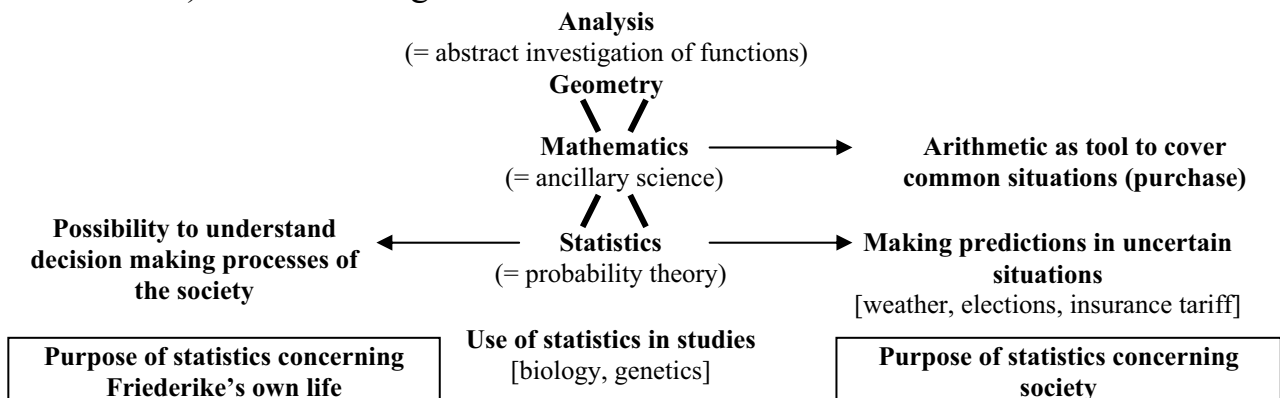 Analysis
(= abstract investigation of functions)
Geometry
Mathematics
(= ancillary science)
Arithmetic as tool to cover
common situations (purchase)
Possibility to understand
decision making processes of
the society
Statistics
(= probability theory)
Making predictions in uncertain
situations
[weather, elections, insurance tariff]
Use of statistics in studies
[biology, genetics]
Purpose of statistics concerning
Friederike’s own life
Purpose of statistics concerning
society